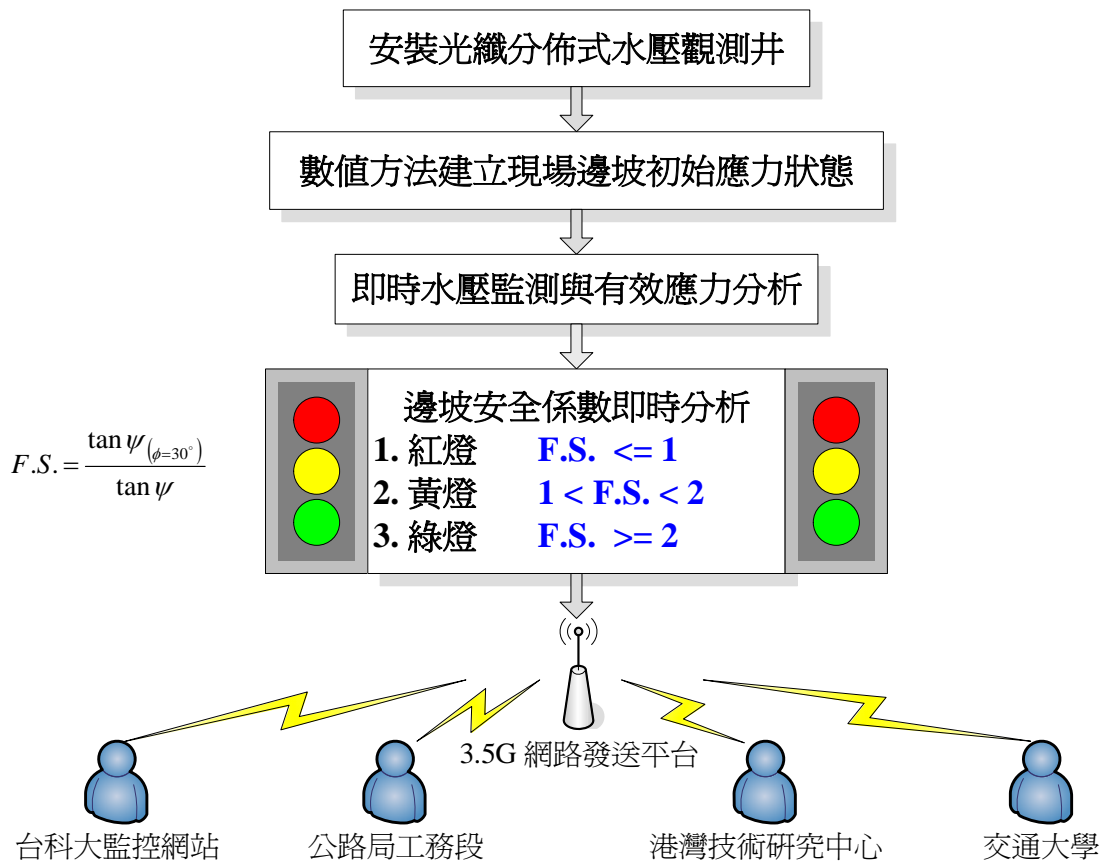 安裝光纖分佈式水壓觀測井
數值方法建立現場邊坡初始應力狀態
即時水壓監測與有效應力分析
邊坡安全係數即時分析
1. 紅燈 F.S. <= 1
2. 黃燈 1 < F.S. < 2
3. 綠燈 F.S. >= 2
F.S. = tan ψ(ϕ=30°) / tan ψ
3.5G 網路發送平台
台科大監控網站 公路局工務段 港灣技術研究中心 交通大學